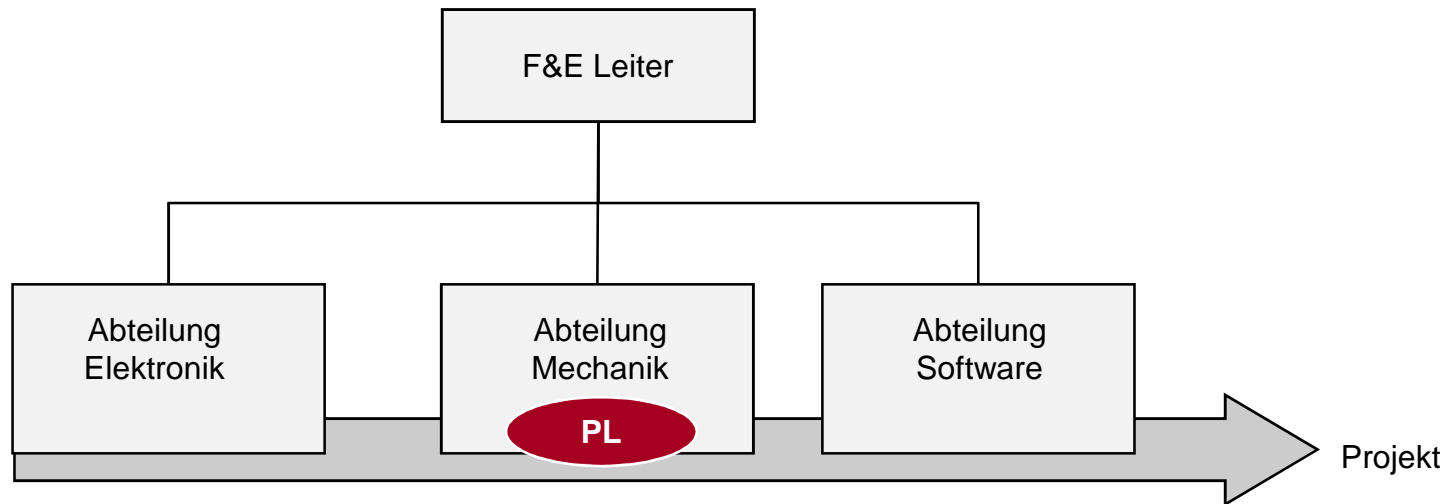 F&E Leiter
Abteilung
Elektronik
Abteilung
Mechanik
Abteilung
Software
PL
Projekt